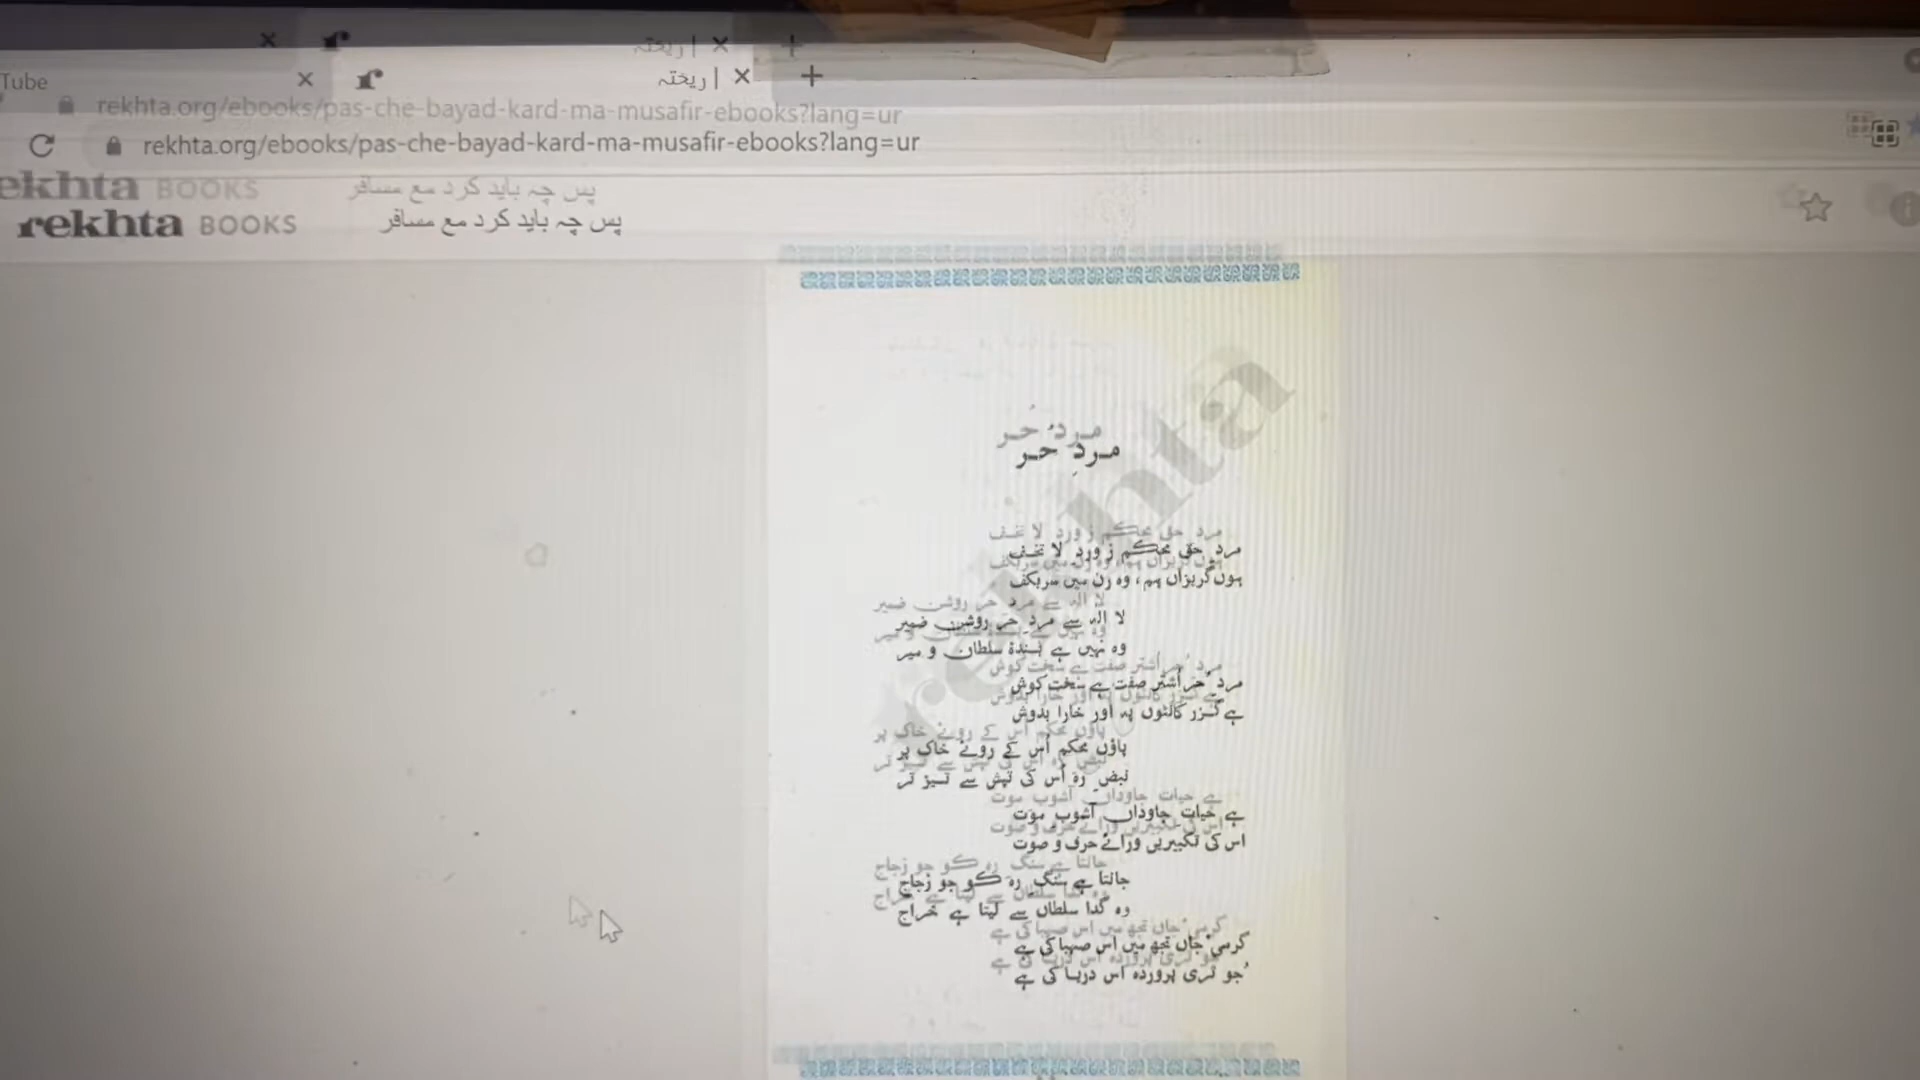 Tube
ریختہ |
rekhta.org/ebooks/pas-che-bayad-kard-ma-musafir-ebooks?lang=ur
rekhta BOOKS پس چہ باید کرد مع مسافر
rekhta
مردِ حر
مردِ حق محکم ز وردِ لا تخف
ہوں گریزاں ہم، وہ رن میں سربکف
لا الہ سے مردِ حر روشن ضمیر
وہ نہیں ہے بندۂ سلطان و میر
مردِ حُر اُشتر صفت ہے سخت کوش
ہے گزر کانٹوں پہ اور خارا بدوش
پاؤں محکم اُس کے روئے خاک پر
نبضِ رہ اُس کی تپش سے تیز تر
ہے حیات جاوداں آشوب موت
اس کی تکبیریں ورائے حرف و صوت
جانتا ہے سنگِ رہ کو جو زجاج
وہ گدا سلطاں سے لیتا ہے خراج
گرمیٔ جاں تجھ میں اس صہبا کی ہے
جُو تری پروردہ اس دریا کی ہے